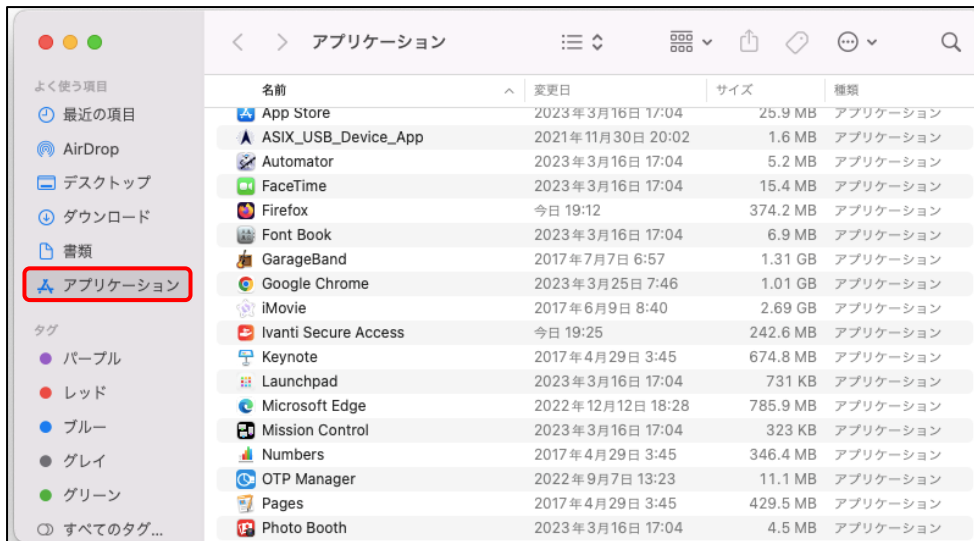 アプリケーション
よく使う項目
最近の項目
AirDrop
デスクトップ
ダウンロード
書類
アプリケーション
タグ
パープル
レッド
ブルー
グレイ
グリーン
すべてのタグ...
名前 変更日 サイズ 種類
App Store 2023年3月16日 17:04 25.9 MB アプリケーション
ASIX_USB_Device_App 2021年11月30日 20:02 1.6 MB アプリケーション
Automator 2023年3月16日 17:04 5.2 MB アプリケーション
FaceTime 2023年3月16日 17:04 15.4 MB アプリケーション
Firefox 今日 19:12 374.2 MB アプリケーション
Font Book 2023年3月16日 17:04 6.9 MB アプリケーション
GarageBand 2017年7月7日 6:57 1.31 GB アプリケーション
Google Chrome 2023年3月25日 7:46 1.01 GB アプリケーション
iMovie 2017年6月9日 8:40 2.69 GB アプリケーション
Ivanti Secure Access 今日 19:25 242.6 MB アプリケーション
Keynote 2017年4月29日 3:45 674.8 MB アプリケーション
Launchpad 2023年3月16日 17:04 731 KB アプリケーション
Microsoft Edge 2022年12月12日 18:28 785.9 MB アプリケーション
Mission Control 2023年3月16日 17:04 323 KB アプリケーション
Numbers 2017年4月29日 3:45 346.4 MB アプリケーション
OTP Manager 2022年9月7日 13:23 11.1 MB アプリケーション
Pages 2017年4月29日 3:45 429.5 MB アプリケーション
Photo Booth 2023年3月16日 17:04 4.5 MB アプリケーション